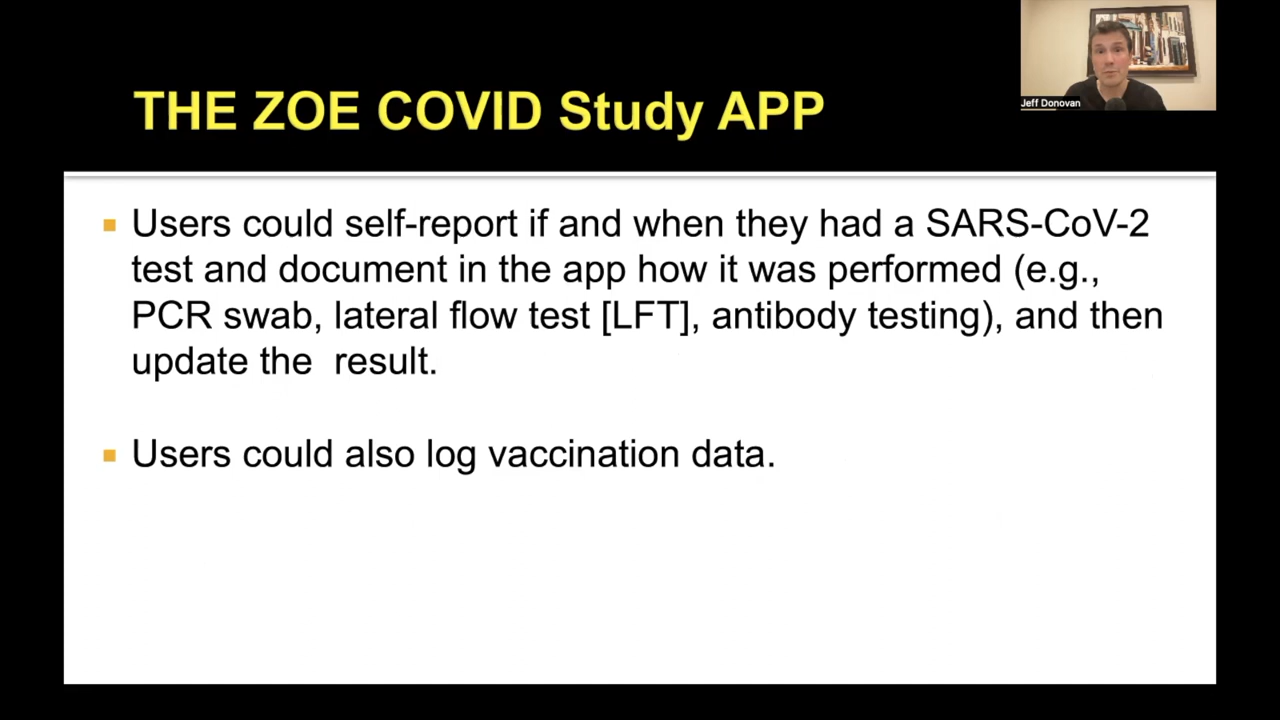 Jeff Donovan
THE ZOE COVID Study APP
Users could self-report if and when they had a SARS-CoV-2
test and document in the app how it was performed (e.g.,
PCR swab, lateral flow test [LFT], antibody testing), and then
update the  result.
Users could also log vaccination data.